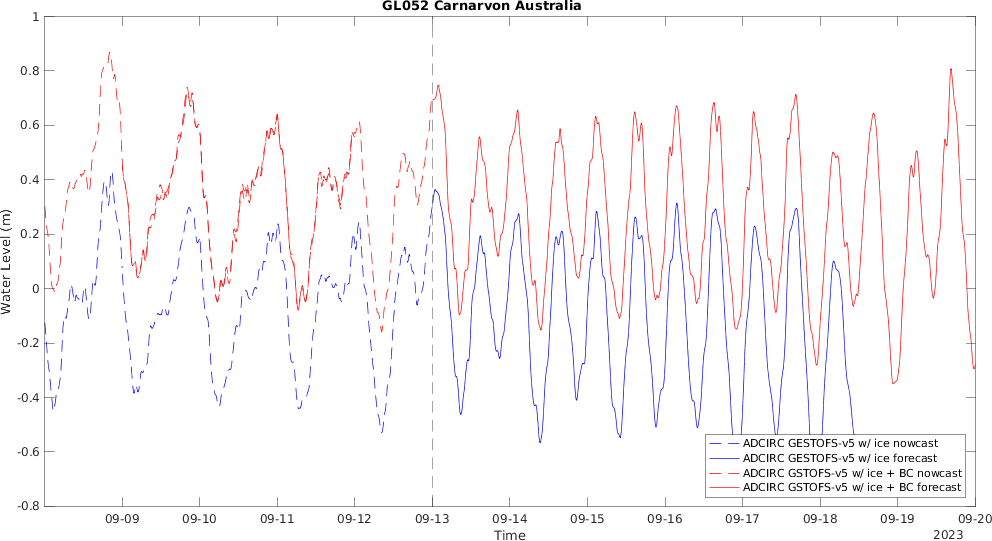 GL052 Carnarvon Australia
1
0.8
0.6
0.4
0.2
0
-0.2
-0.4
-0.6
-0.8
Water Level (m)
ADCIRC GESTOFS-v5 w/ ice nowcast
ADCIRC GESTOFS-v5 w/ ice forecast
ADCIRC GSTOFS-v5 w/ ice + BC nowcast
ADCIRC GSTOFS-v5 w/ ice + BC forecast
09-09 09-10 09-11 09-12 09-13 09-14 09-15 09-16 09-17 09-18 09-19 09-20
Time
2023